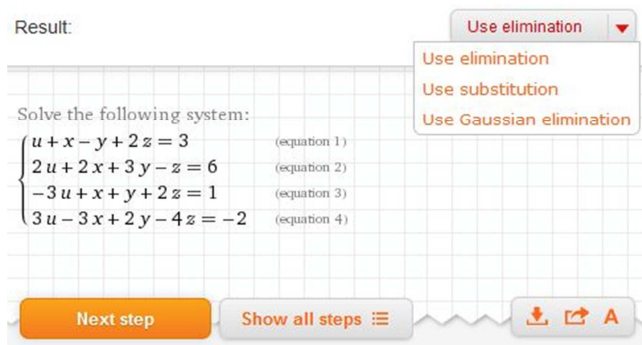 Result:
Use elimination
Use elimination
Use substitution
Use Gaussian elimination
Solve the following system:
u + x − y + 2 z = 3 (equation 1)
2 u + 2 x + 3 y − z = 6 (equation 2)
−3 u + x + y + 2 z = 1 (equation 3)
3 u − 3 x + 2 y − 4 z = −2 (equation 4)
Next step
Show all steps
A